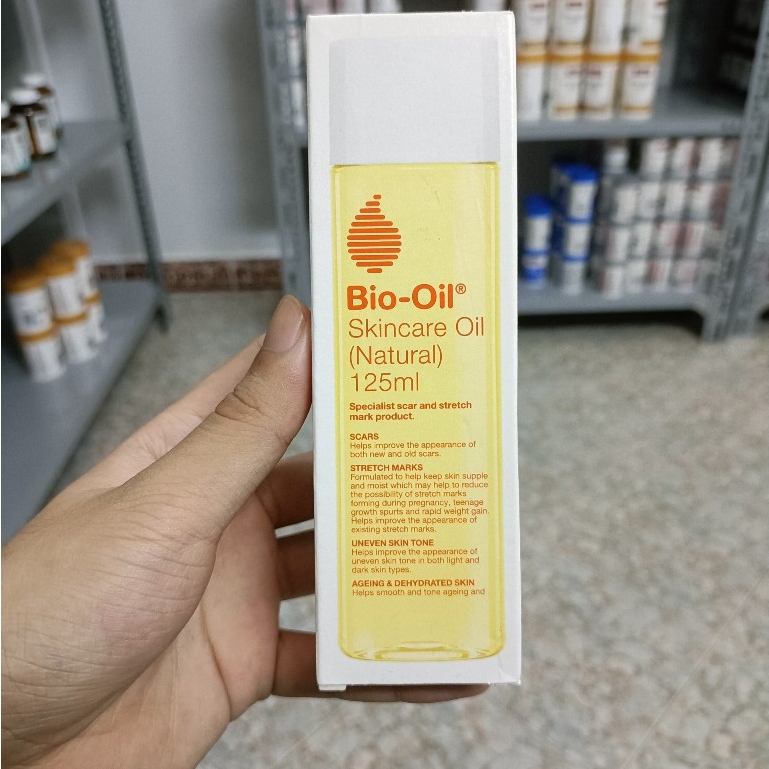 Bio-Oil®
Skincare Oil
(Natural)
125ml
Specialist scar and stretch
mark product.
SCARS
Helps improve the appearance of
both new and old scars.
STRETCH MARKS
Formulated to help keep skin supple
and moist which may help to reduce
the possibility of stretch marks
forming during pregnancy, teenage
growth spurts and rapid weight gain.
Helps improve the appearance of
existing stretch marks.
UNEVEN SKIN TONE
Helps improve the appearance of
uneven skin tone in both light and
dark skin types.
AGEING & DEHYDRATED SKIN
Helps smooth and tone ageing and